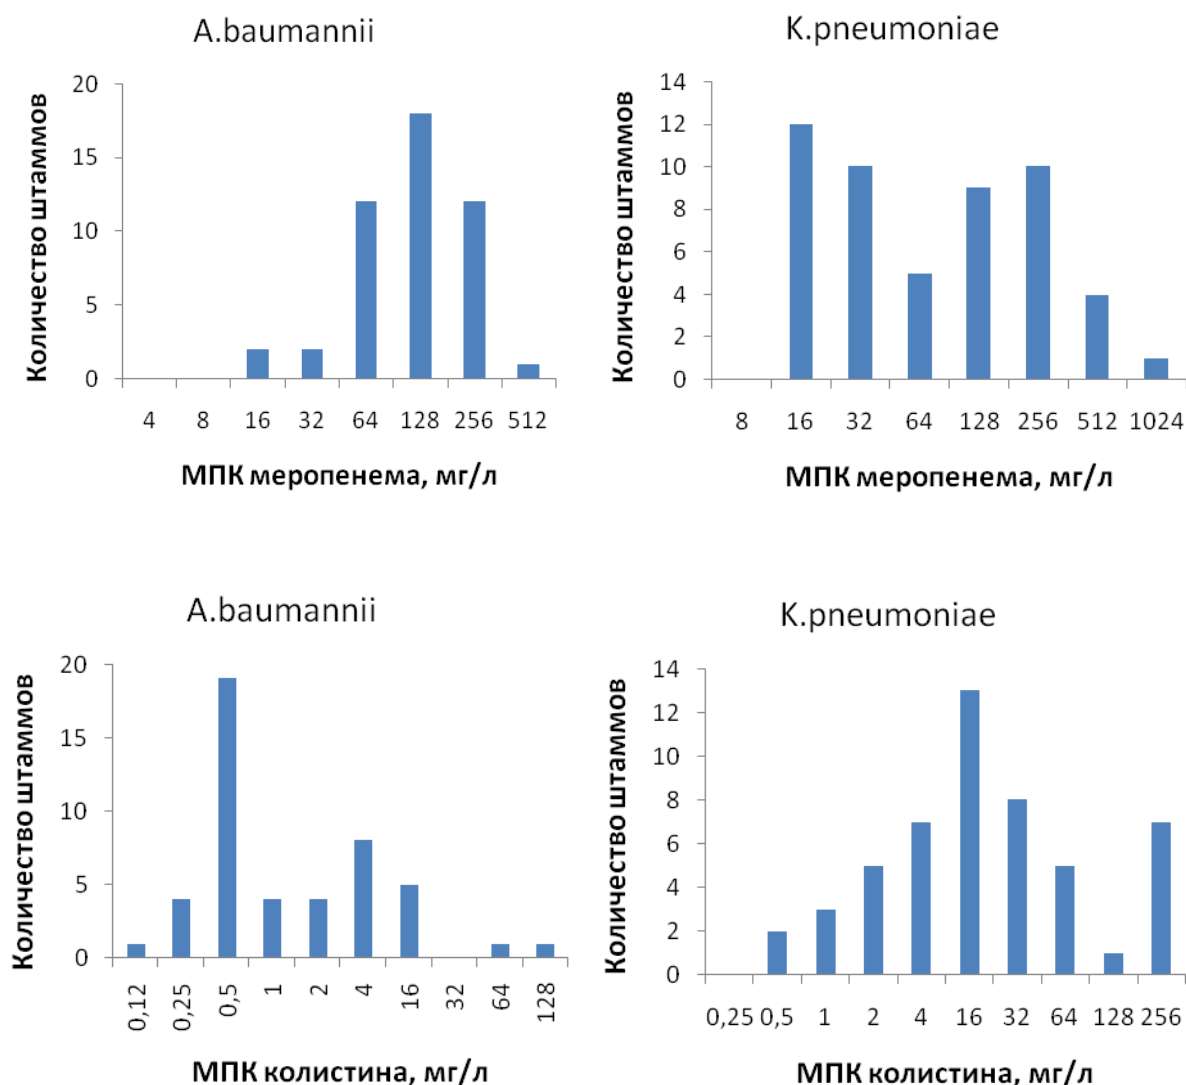 A.baumannii
Количество штаммов
20
15
10
5
0
4 8 16 32 64 128 256 512
МПК меропенема, мг/л
K.pneumoniae
Количество штаммов
14
12
10
8
6
4
2
0
8 16 32 64 128 256 512 1024
МПК меропенема, мг/л
A.baumannii
Количество штаммов
20
15
10
5
0
0,12 0,25 0,5 1 2 4 16 32 64 128
МПК колистина, мг/л
K.pneumoniae
Количество штаммов
14
12
10
8
6
4
2
0
0,25 0,5 1 2 4 16 32 64 128 256
МПК колистина, мг/л